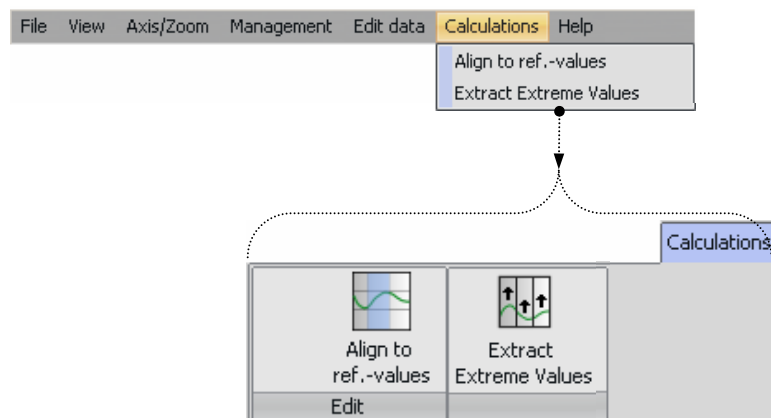 File View Axis/Zoom Management Edit data Calculations Help
Align to ref.-values
Extract Extreme Values
Calculations
Align to
ref.-values
Extract
Extreme Values
Edit